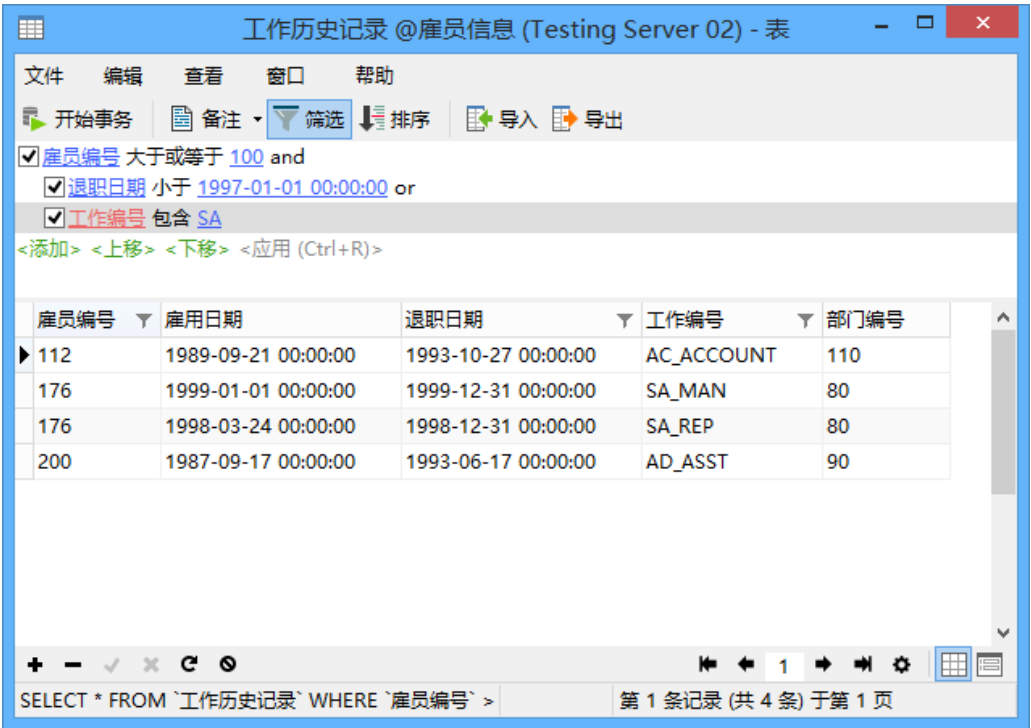 工作历史记录 @雇员信息 (Testing Server 02) - 表
文件 编辑 查看 窗口 帮助
开始事务 备注 筛选 排序 导入 导出
雇员编号 大于或等于 100 and
退职日期 小于 1997-01-01 00:00:00 or
工作编号 包含 SA
<添加> <上移> <下移> <应用 (Ctrl+R)>
雇员编号 雇用日期 退职日期 工作编号 部门编号
112 1989-09-21 00:00:00 1993-10-27 00:00:00 AC_ACCOUNT 110
176 1999-01-01 00:00:00 1999-12-31 00:00:00 SA_MAN 80
176 1998-03-24 00:00:00 1998-12-31 00:00:00 SA_REP 80
200 1987-09-17 00:00:00 1993-06-17 00:00:00 AD_ASST 90
1
SELECT * FROM `工作历史记录` WHERE `雇员编号` > 第 1 条记录 (共 4 条) 于第 1 页